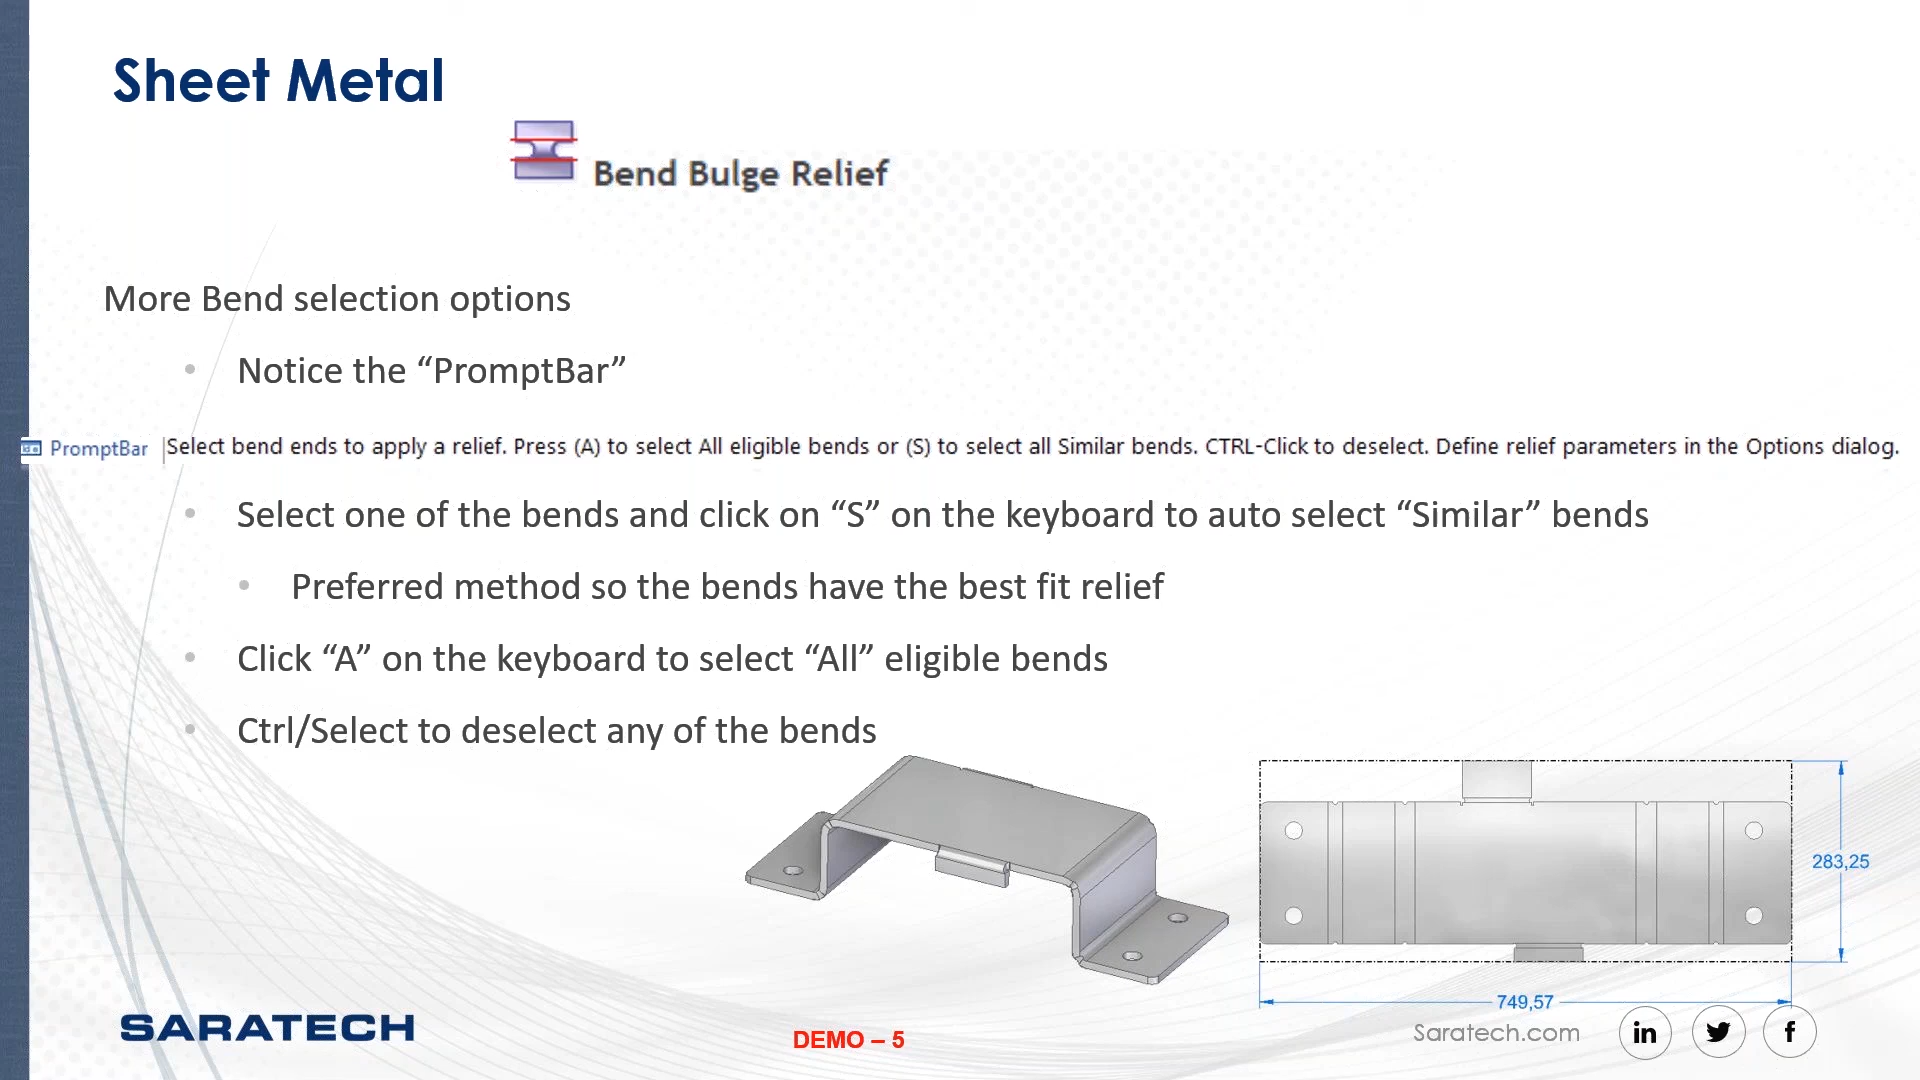 Sheet Metal
Bend Bulge Relief
More Bend selection options
• Notice the “PromptBar”
PromptBar Select bend ends to apply a relief. Press (A) to select All eligible bends or (S) to select all Similar bends. CTRL-Click to deselect. Define relief parameters in the Options dialog.
• Select one of the bends and click on “S” on the keyboard to auto select “Similar” bends
• Preferred method so the bends have the best fit relief
• Click “A” on the keyboard to select “All” eligible bends
• Ctrl/Select to deselect any of the bends
283,25
749,57
SARATECH
DEMO – 5
Saratech.com
in
f